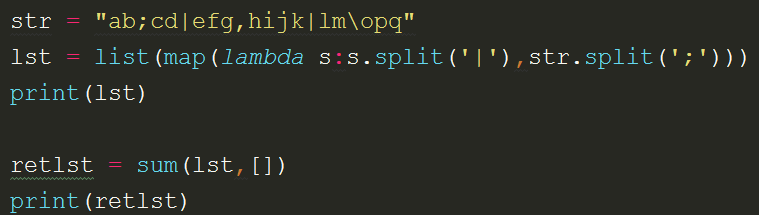 str = "ab;cd|efg,hijk|lm\opq"
lst = list(map(lambda s:s.split('|'),str.split(';')))
print(lst)
retlst = sum(lst,[])
print(retlst)